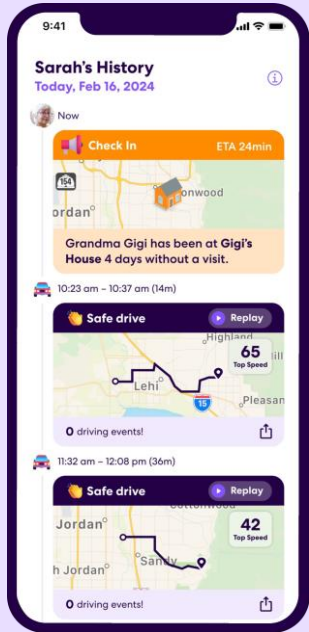 9:41
Sarah's History
Today, Feb 16, 2024
Now
Check In
ETA 24min
154
onwood
ordan
Grandma Gigi has been at Gigi's
House 4 days without a visit.
10:23 am – 10:37 am (14m)
Safe drive
Replay
Highland
65
Top Speed
ill
Lehi
15
Pleasan
0 driving events!
11:32 am – 12:08 pm (36m)
Safe drive
Replay
Cottonwood
Jordan
42
Top Speed
Sandy
h Jordan
0 driving events!